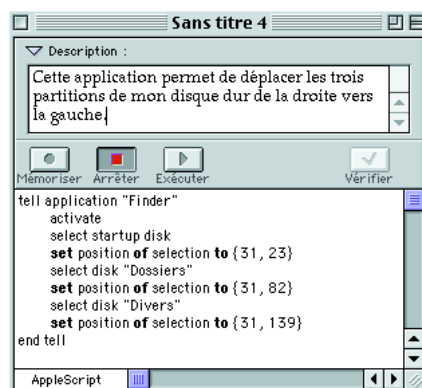 Sans titre 4
Description :
Cette application permet de déplacer les trois
partitions de mon disque dur de la droite vers
la gauche.
Mémoriser Arrêter Exécuter Vérifier
tell application "Finder"
activate
select startup disk
set position of selection to {31, 23}
select disk "Dossiers"
set position of selection to {31, 82}
select disk "Divers"
set position of selection to {31, 139}
end tell
AppleScript